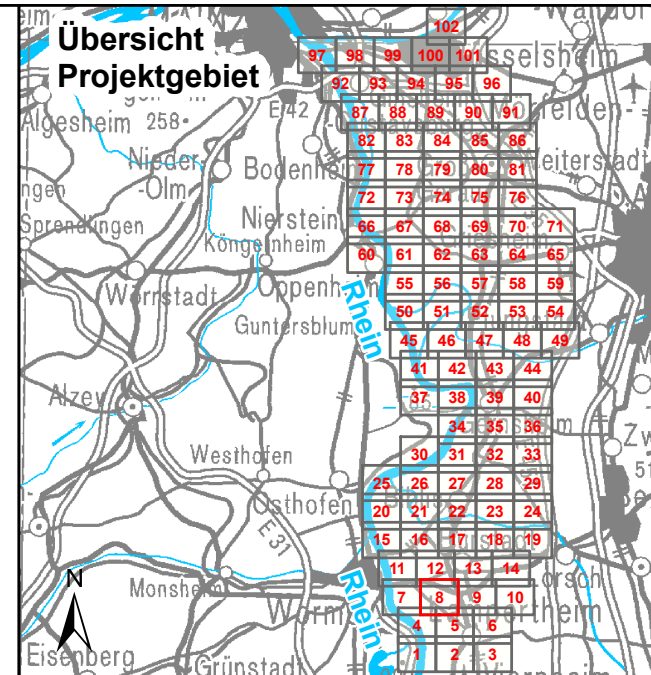 Übersicht
Projektgebiet
102
97 98 99 100 101
sselsheim
92 93 94 95 96
E 42
87 88 89 90 91
Algesheim 258
82 83 84 85 86
Nieder-
-Olm
Bodenheim
77 78 79 80 81
72 73 74 75 76
Sprendlingen
Nierstein
66 67 68 69 70 71
Köngernheim
60 61 62 63 64 65
Wörrstadt
Oppenheim
55 56 57 58 59
Rhein
50 51 52 53 54
Guntersblum
45 46 47 48 49
41 42 43 44
Alzey
37 38 39 40
34 35 36
Westhofen
30 31 32 33
25 26 27 28 29
Osthofen
20 21 22 23 24
E 31
15 16 17 18 19
11 12 13 14
Monsheim
N
Rhein
Worms
7 8 9 10
4 5 6
Eisenberg
Grünstadt
1 2 3